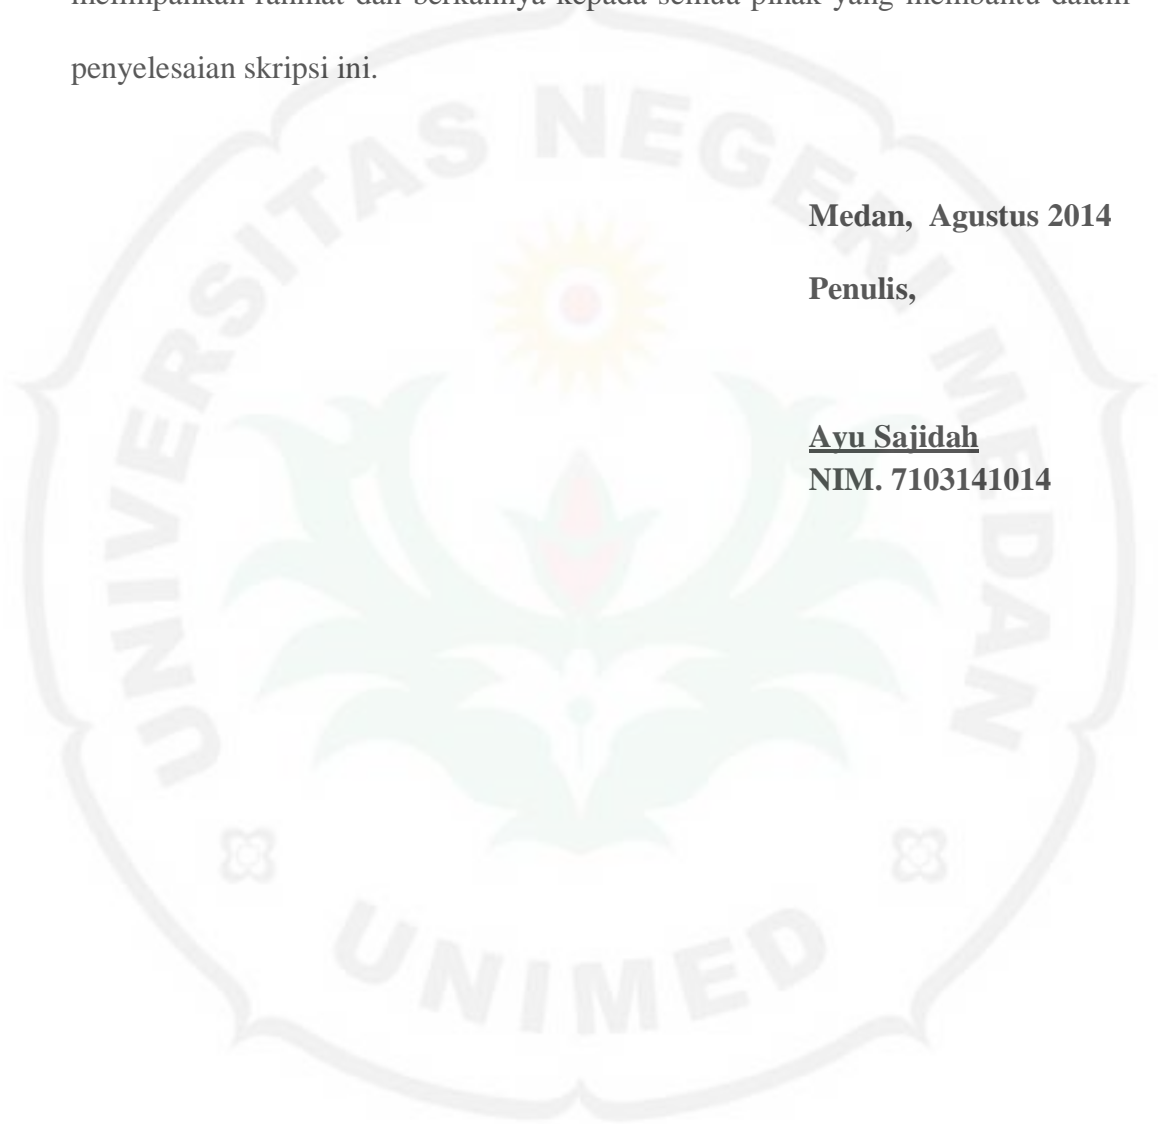 melimpahkan rahmat dan berkahnya kepada semua pihak yang membantu dalam
penyelesaian skripsi ini.
Medan, Agustus 2014
Penulis,
Ayu Sajidah
NIM. 7103141014
UNIVERSITAS NEGERI MEDAN
UNIMED